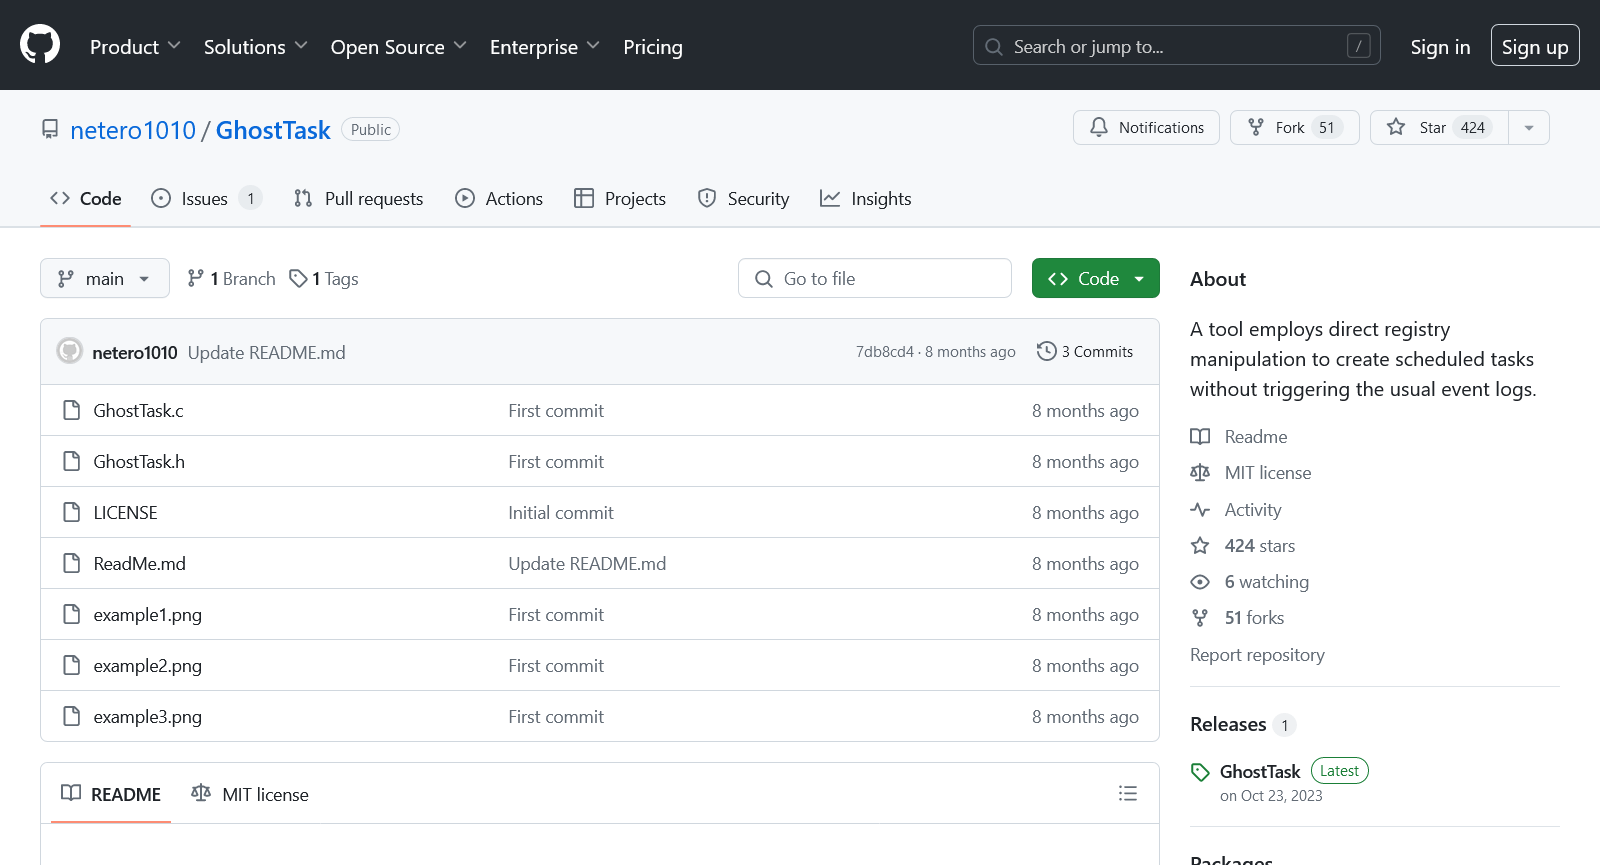 Product Solutions Open Source Enterprise Pricing Search or jump to... / Sign in Sign up
netero1010 / GhostTask Public Notifications Fork 51 Star 424
Code Issues 1 Pull requests Actions Projects Security Insights
main 1 Branch 1 Tags Go to file Code
netero1010 Update README.md 7db8cd4 · 8 months ago 3 Commits
GhostTask.c First commit 8 months ago
GhostTask.h First commit 8 months ago
LICENSE Initial commit 8 months ago
ReadMe.md Update README.md 8 months ago
example1.png First commit 8 months ago
example2.png First commit 8 months ago
example3.png First commit 8 months ago
README MIT license
About
A tool employs direct registry
manipulation to create scheduled tasks
without triggering the usual event logs.
Readme
MIT license
Activity
424 stars
6 watching
51 forks
Report repository
Releases 1
GhostTask Latest
on Oct 23, 2023
Packages